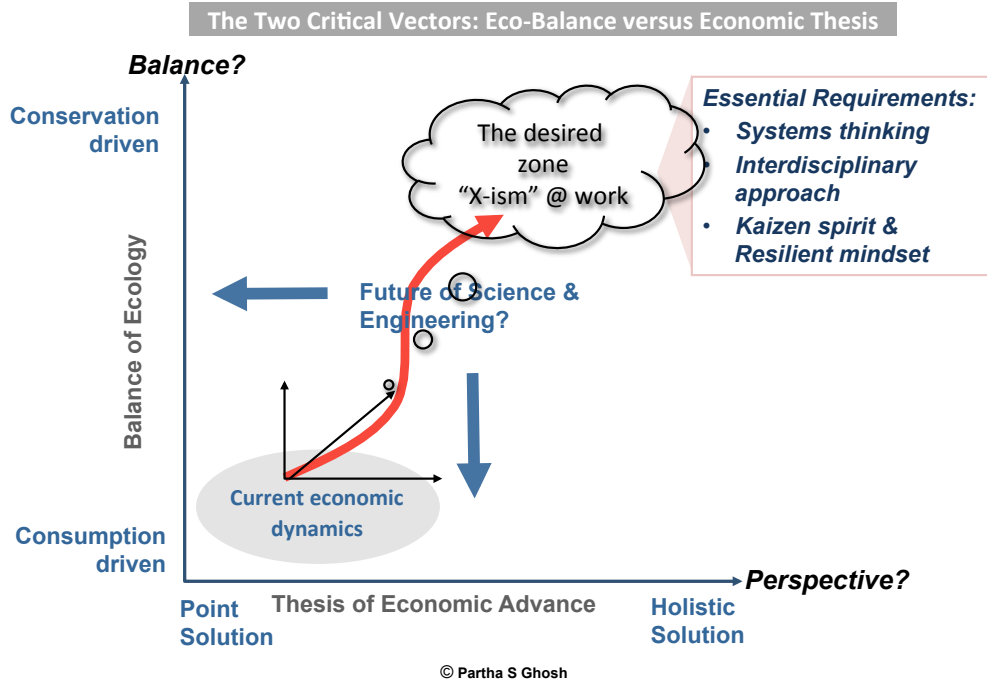 The Two Critical Vectors: Eco-Balance versus Economic Thesis
Balance?
Conservation
driven
The desired
zone
“X-ism” @ work
Essential Requirements:
• Systems thinking
• Interdisciplinary
approach
• Kaizen spirit &
Resilient mindset
Balance of Ecology
Future of Science &
Engineering?
Current economic
dynamics
Consumption
driven
Perspective?
Point
Solution
Thesis of Economic Advance
Holistic
Solution
© Partha S Ghosh